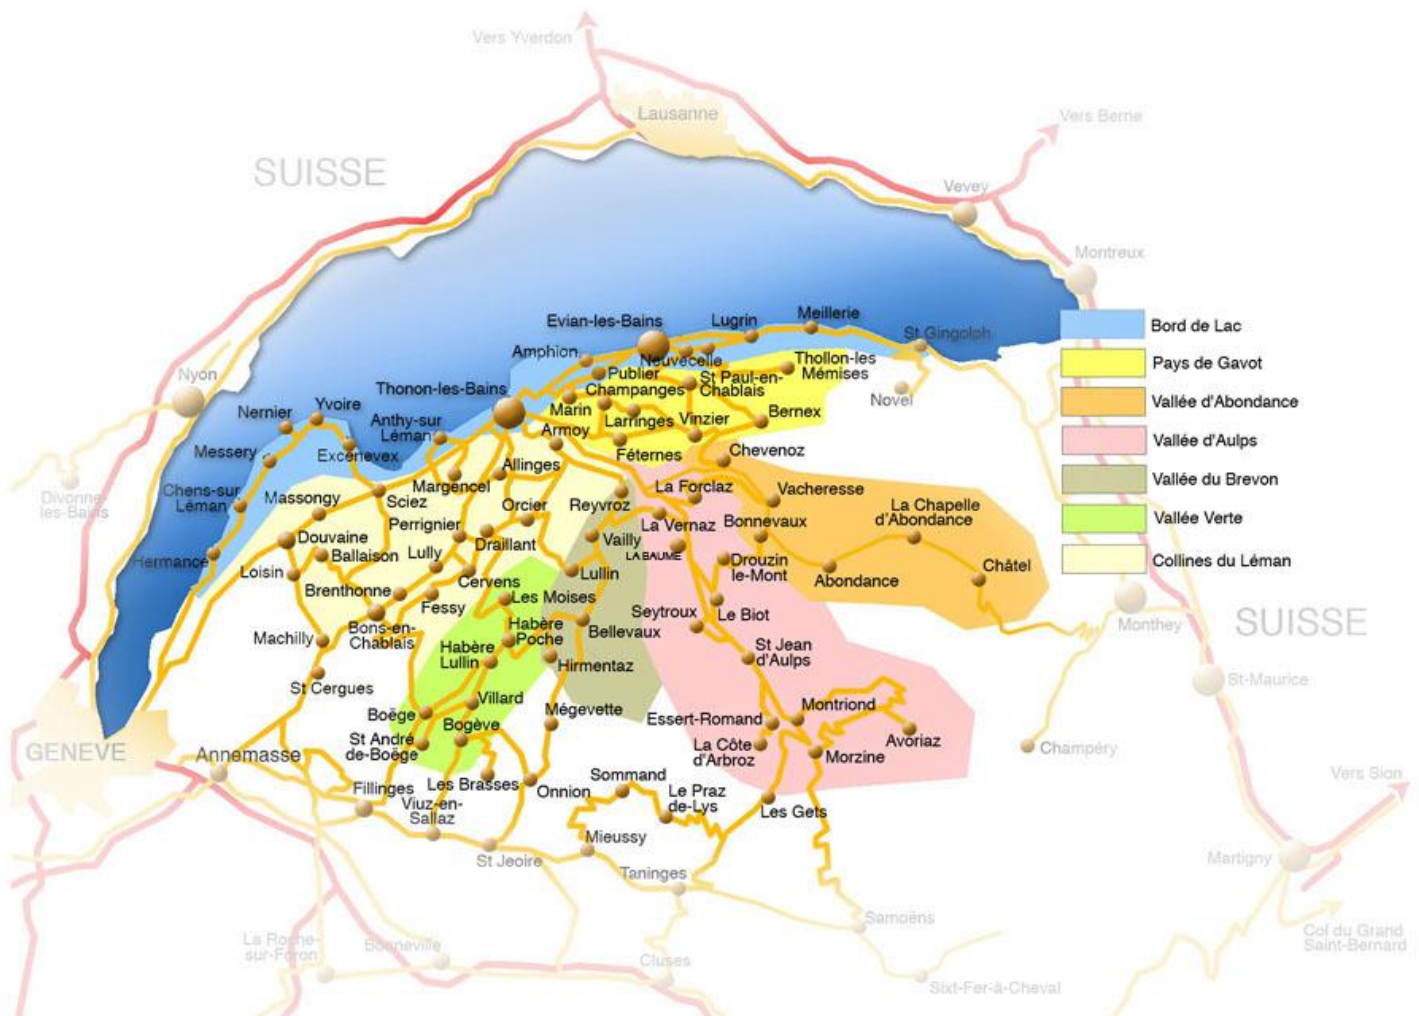 Vers Yverdon
Lausanne
Vers Berne
SUISSE
Vevey
Montreux
Evian-les-Bains
Lugrin
Meillerie
St Gingolph
Bord de Lac
Amphion
Neuvecelle
Thollon-les
Mémises
Pays de Gavot
Nyon
Thonon-les-Bains
Publier
St Paul-en-
Chablais
Champanges
Novel
Vallée d'Abondance
Nernier
Yvoire
Anthy-sur
Léman
Marin
Larringes
Vinzier
Bernex
Armoy
Vallée d'Aulps
Messery
Excenevex
Féternes
Chevenoz
Allinges
Divonne-
les-Bains
Chens-sur
Léman
Massongy
Sciez
Margencel
Reyvroz
La Forclaz
Vacheresse
Vallée du Brevon
Orcier
La Chapelle
d'Abondance
Perrignier
La Vernaz
Bonnevaux
Vallée Verte
Douvaine
Draillant
Vailly
LA BAUME
Hermance
Ballaison
Lully
Drouzin
le-Mont
Châtel
Collines du Léman
Loisin
Cervens
Lullin
Abondance
Brenthonne
Fessy
Les Moises
Seytroux
Le Biot
Monthey
SUISSE
Machilly
Bons-en-
Chablais
Habère
Poche
Bellevaux
Habère
Lullin
Hirmentaz
St Jean
d'Aulps
St Cergues
St-Maurice
Villard
Boëge
Bogève
Mégevette
Essert-Romand
Montriond
St André
de-Boëge
La Côte
d'Arbroz
Avoriaz
Champéry
GENEVE
Annemasse
Morzine
Fillinges
Les Brasses
Onnion
Sommand
Le Praz
de-Lys
Les Gets
Vers Sion
Viuz-en-
Sallaz
Mieussy
St Jeoire
Taninges
Martigny
Samoëns
La Roche-
sur-Foron
Bonneville
Cluses
Sixt-Fer-à-Cheval
Col du Grand
Saint-Bernard